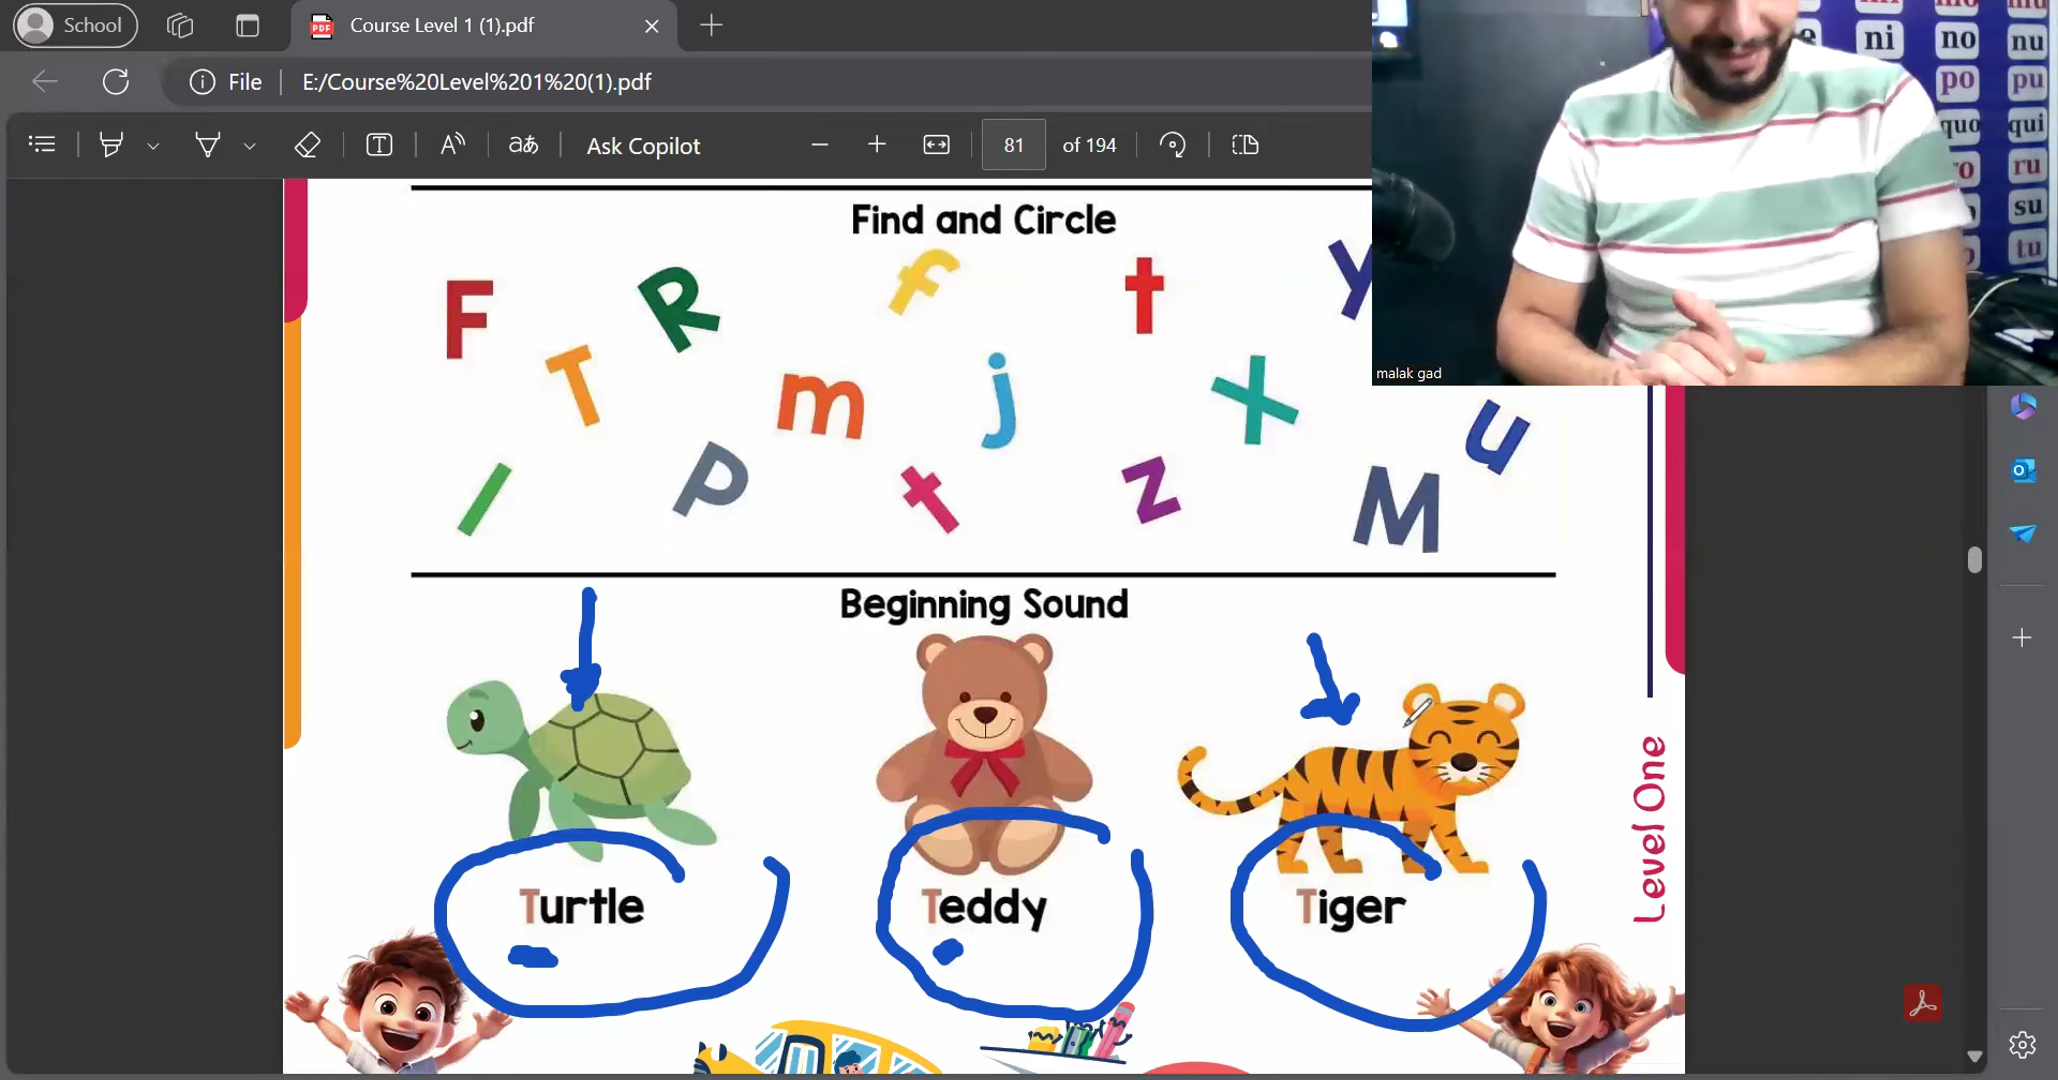 School
Course Level 1 (1).pdf
File
E:/Course%20Level%201%20(1).pdf
Ask Copilot
81
of 194
ni
no
nu
po
pu
quo
qui
ru
su
tu
malak gad
Find and Circle
F
R
f
t
y
T
m
j
X
u
l
P
t
z
M
Beginning Sound
Turtle
Teddy
Tiger
Level One